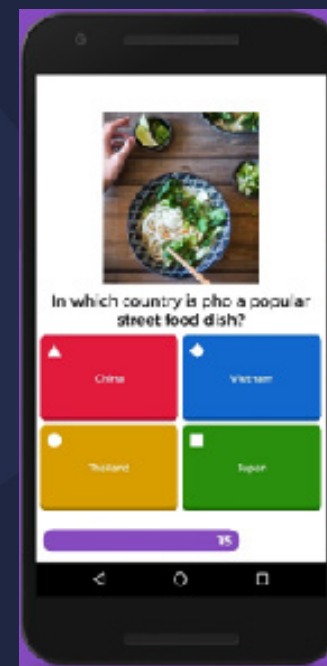 In which country is pho a popular
street food dish?
China
Vietnam
Thailand
Japan
15